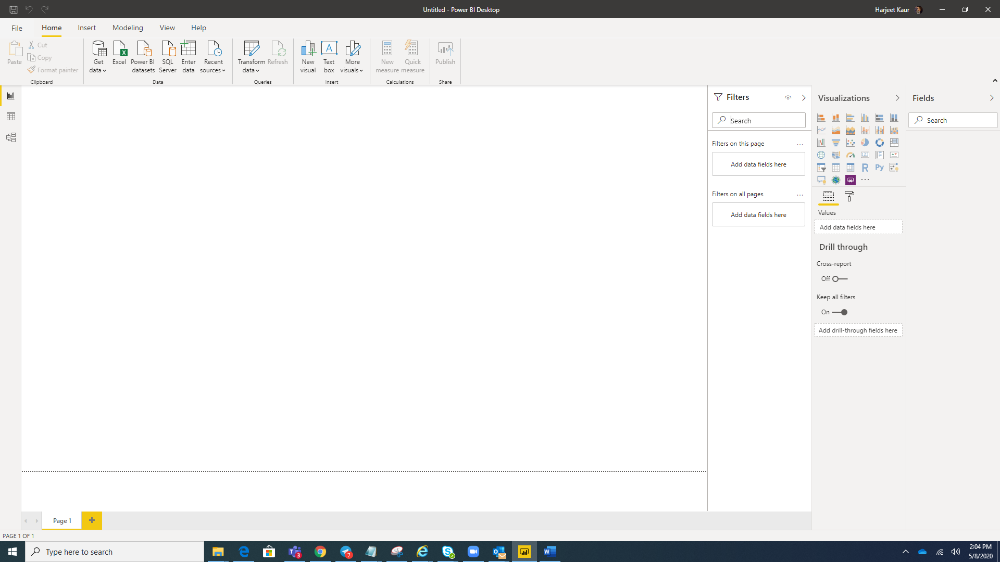 Untitled - Power BI Desktop
Harjeet Kaur
File Home Insert Modeling View Help
Paste
Cut
Copy
Format painter
Clipboard
Get data
Excel
Power BI datasets
SQL Server
Enter data
Recent sources
Data
Transform data
Refresh
Queries
New visual
Text box
More visuals
Insert
New measure
Quick measure
Calculations
Publish
Share
Filters
Search
Filters on this page
Add data fields here
Filters on all pages
Add data fields here
Visualizations
123
R
Py
Values
Add data fields here
Drill through
Cross-report
Off
Keep all filters
On
Add drill-through fields here
Fields
Search
Page 1
PAGE 1 OF 1
Type here to search
3
7
2:04 PM
5/8/2020